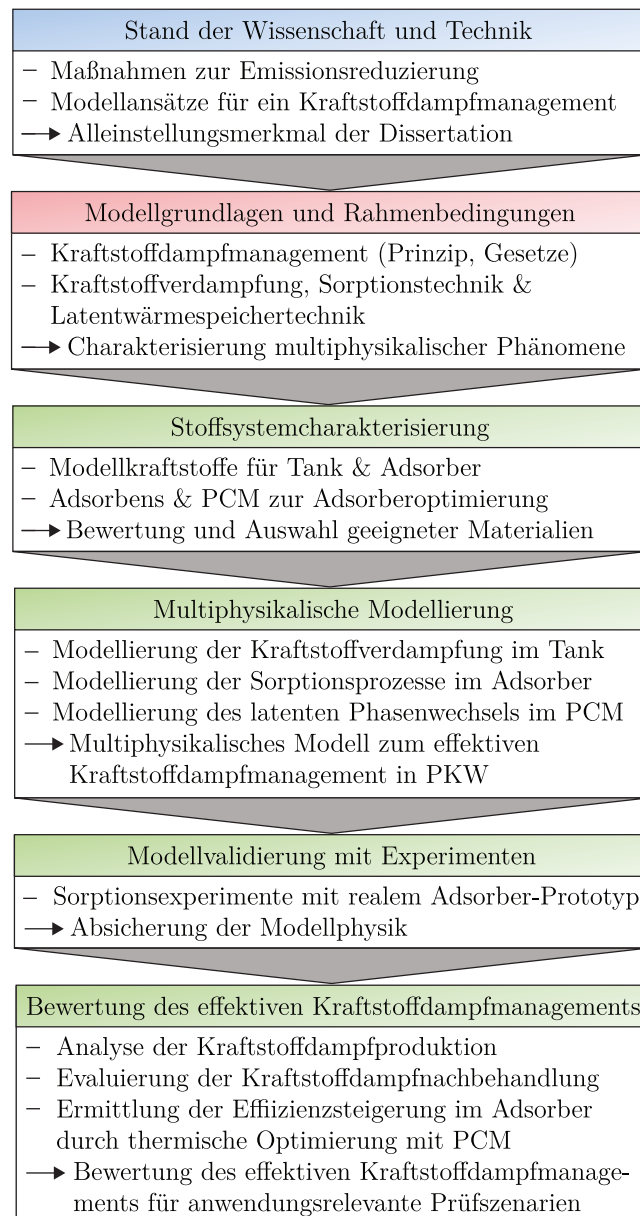 Stand der Wissenschaft und Technik
– Maßnahmen zur Emissionsreduzierung
– Modellansätze für ein Kraftstoffdampfmanagement
→ Alleinstellungsmerkmal der Dissertation
Modellgrundlagen und Rahmenbedingungen
– Kraftstoffdampfmanagement (Prinzip, Gesetze)
– Kraftstoffverdampfung, Sorptionstechnik &
Latentwärmespeichertechnik
→ Charakterisierung multiphysikalischer Phänomene
Stoffsystemcharakterisierung
– Modellkraftstoffe für Tank & Adsorber
– Adsorbens & PCM zur Adsorberoptimierung
→ Bewertung und Auswahl geeigneter Materialien
Multiphysikalische Modellierung
– Modellierung der Kraftstoffverdampfung im Tank
– Modellierung der Sorptionsprozesse im Adsorber
– Modellierung des latenten Phasenwechsels im PCM
→ Multiphysikalisches Modell zum effektiven
Kraftstoffdampfmanagement in PKW
Modellvalidierung mit Experimenten
– Sorptionsexperimente mit realem Adsorber-Prototyp
→ Absicherung der Modellphysik
Bewertung des effektiven Kraftstoffdampfmanagements
– Analyse der Kraftstoffdampfproduktion
– Evaluierung der Kraftstoffdampfnachbehandlung
– Ermittlung der Effiizienzsteigerung im Adsorber
durch thermische Optimierung mit PCM
→ Bewertung des effektiven Kraftstoffdampfmanage-
ments für anwendungsrelevante Prüfszenarien